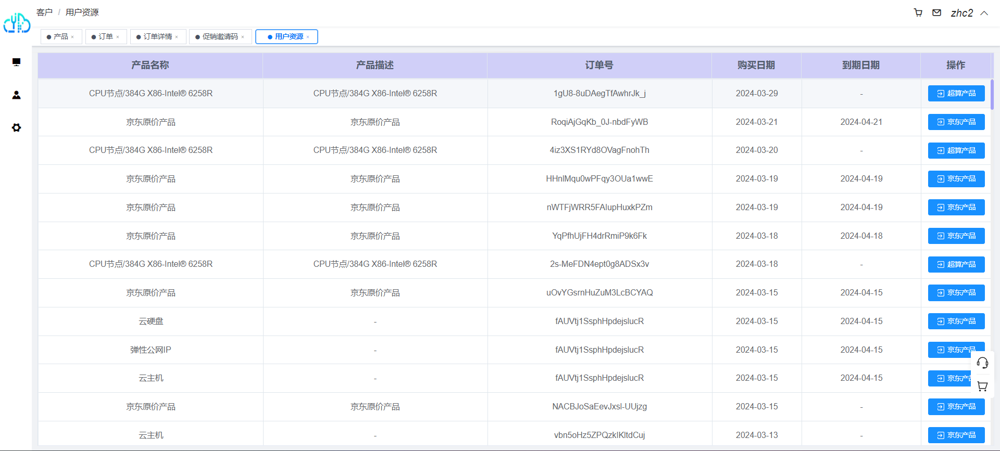 客户 / 用户资源
zhc2
产品 × 订单 × 订单详情 × 促销邀请码 × 用户资源 ×
产品名称 产品描述 订单号 购买日期 到期日期 操作
CPU节点/384G X86-Intel® 6258R CPU节点/384G X86-Intel® 6258R 1gU8-8uDAegTfAwhrJk_j 2024-03-29 - 超算产品
京东原价产品 京东原价产品 RoqiAjGqKb_0J-nbdFyWB 2024-03-21 2024-04-21 京东产品
CPU节点/384G X86-Intel® 6258R CPU节点/384G X86-Intel® 6258R 4iz3XS1RYd8OVagFnohTh 2024-03-20 - 超算产品
京东原价产品 京东原价产品 HHnlMqu0wPFqy3OUa1wwE 2024-03-19 2024-04-19 京东产品
京东原价产品 京东原价产品 nWTFjWRR5FAlupHuxkPZm 2024-03-19 2024-04-19 京东产品
京东原价产品 京东原价产品 YqPfhUjFH4drRmiP9k6Fk 2024-03-18 2024-04-18 京东产品
CPU节点/384G X86-Intel® 6258R CPU节点/384G X86-Intel® 6258R 2s-MeFDN4ept0g8ADSx3v 2024-03-18 - 超算产品
京东原价产品 京东原价产品 uOvYGsrnHuZuM3LcBCYAQ 2024-03-15 2024-04-15 京东产品
云硬盘 - fAUVtj1SsphHpdejslucR 2024-03-15 2024-04-15 京东产品
弹性公网IP - fAUVtj1SsphHpdejslucR 2024-03-15 2024-04-15 京东产品
云主机 - fAUVtj1SsphHpdejslucR 2024-03-15 2024-04-15 京东产
京东原价产品 京东原价产品 NACBJoSaEevJxsl-UUjzg 2024-03-15 - 京东产品
云主机 - vbn5oHz5ZPQzklKltdCuj 2024-03-13 - 京东产品